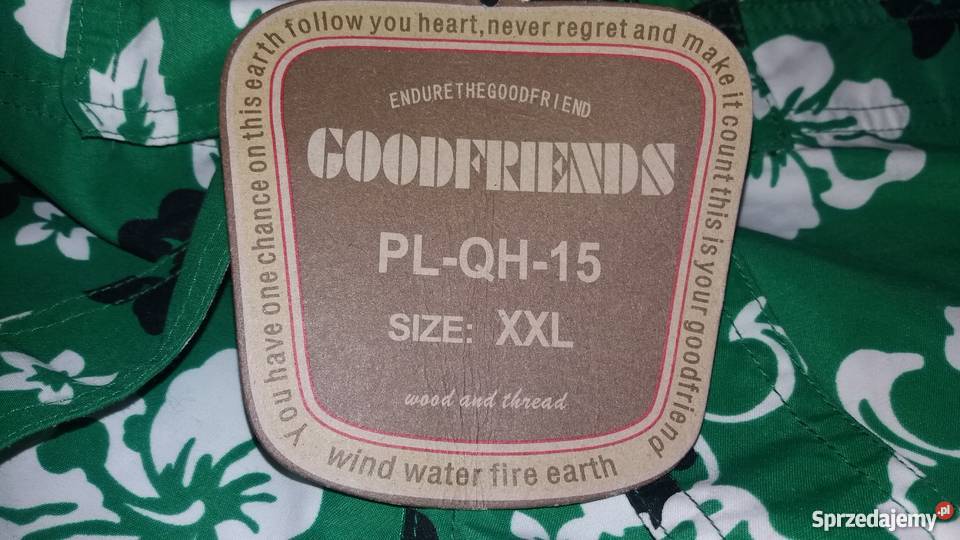 You have one chance on this earth follow you heart,never regret and make it count this is your goodfriend
ENDURETHEGOODFRIEND
GOODFRIENDS
PL-QH-15
SIZE: XXL
wood and thread
wind water fire earth
Sprzedajemy.pl